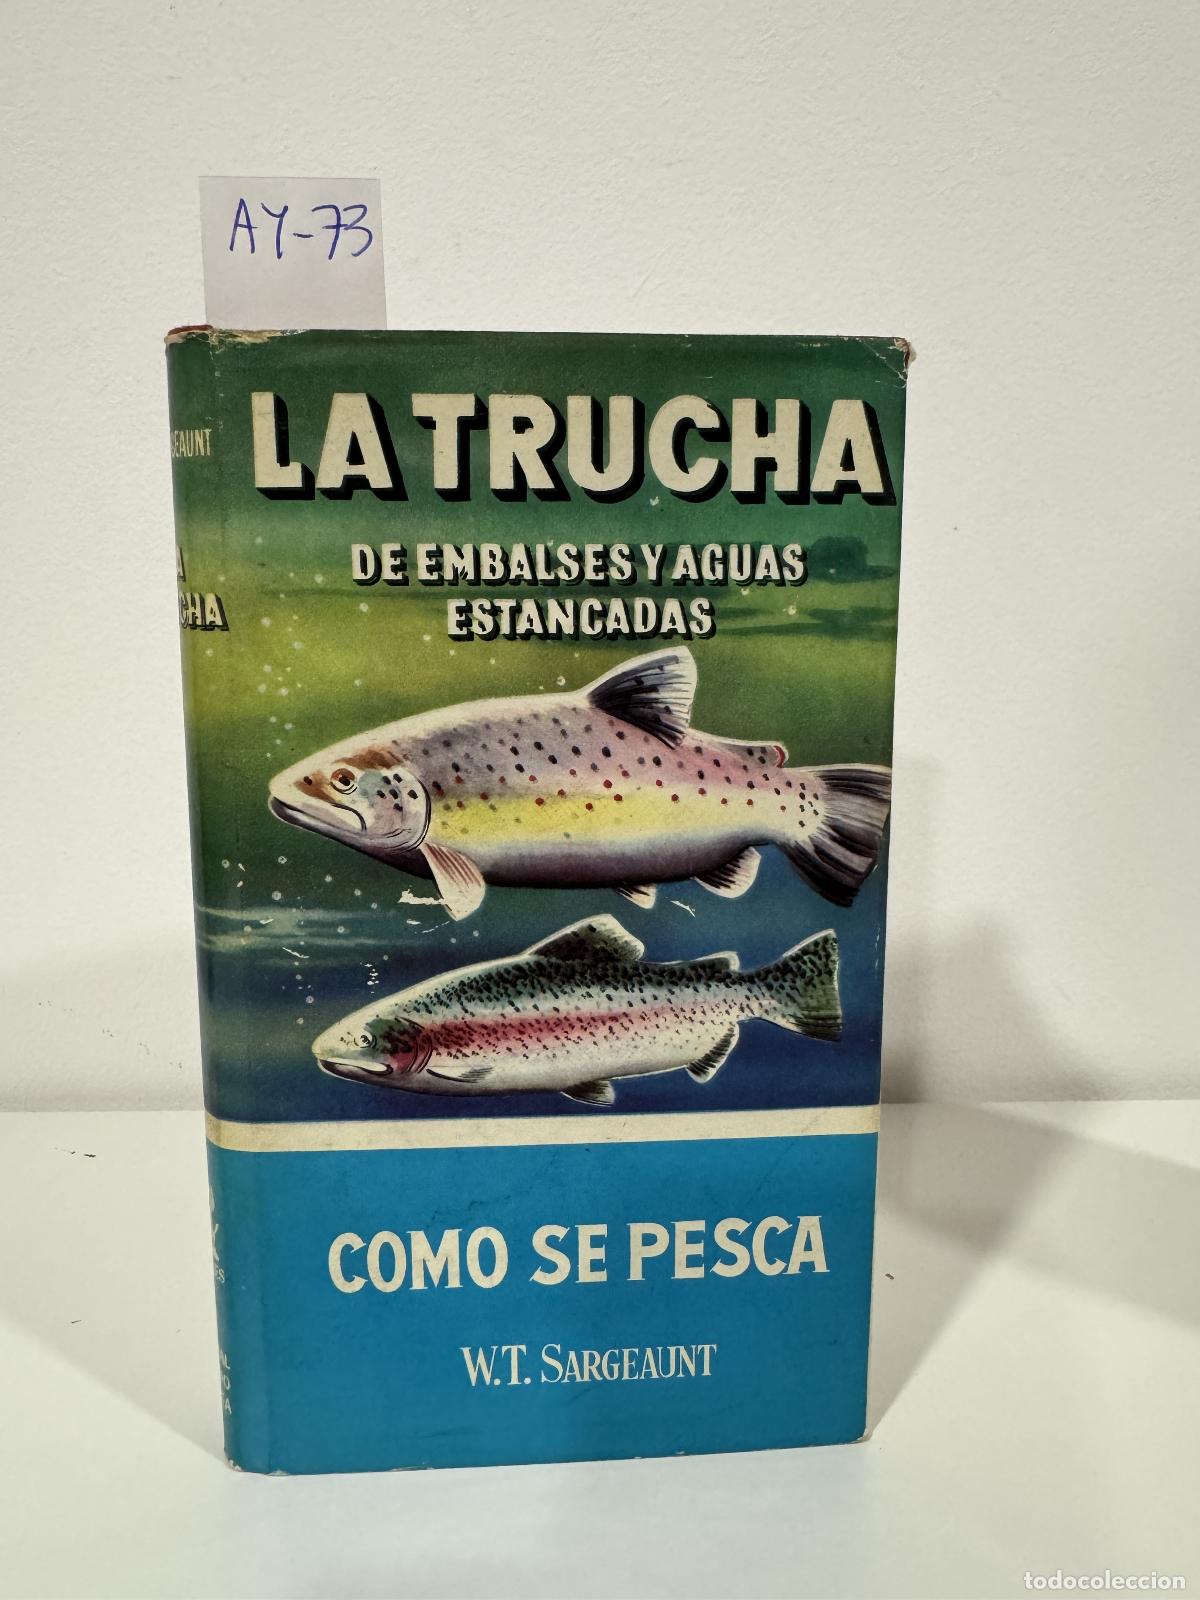 AY-73
LA TRUCHA
DE EMBALSES Y AGUAS
ESTANCADAS
COMO SE PESCA
W.T. SARGEAUNT
todocoleccion